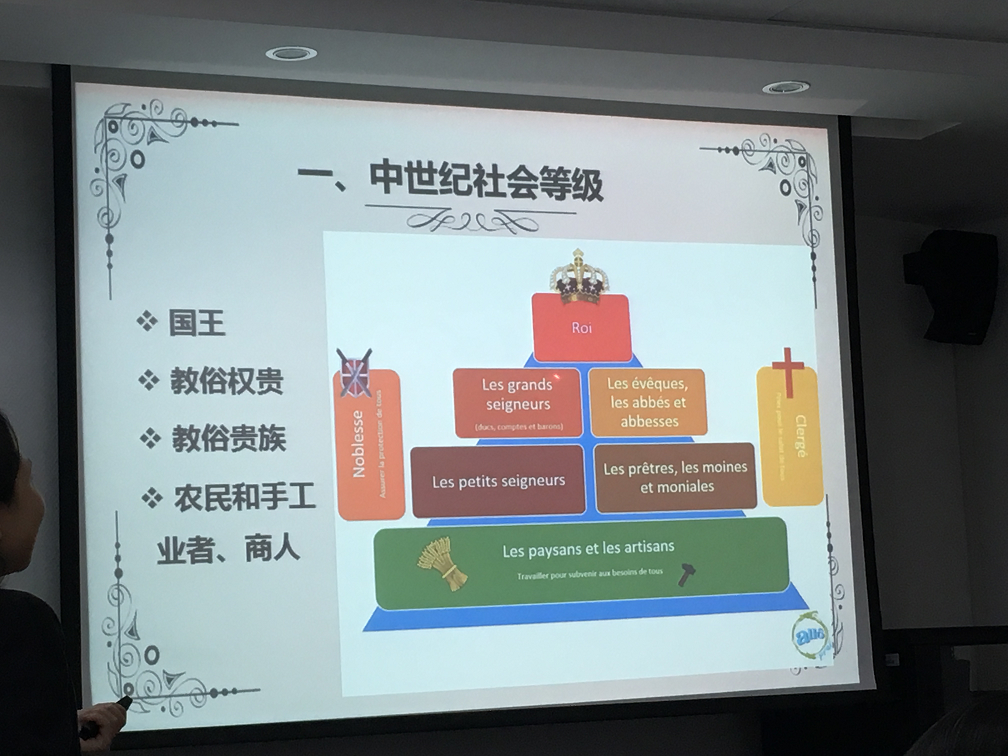 一、中世纪社会等级
❖ 国王
❖ 教俗权贵
❖ 教俗贵族
❖ 农民和手工
业者、商人
Roi
Noblesse
Assurer la protection de tous
Les grands
seigneurs
(ducs, comptes et barons)
Les évêques,
les abbés et
abbesses
Clergé
Prier pour le salut de tous
Les petits seigneurs
Les prêtres, les moines
et moniales
Les paysans et les artisans
Travailler pour subvenir aux besoins de tous